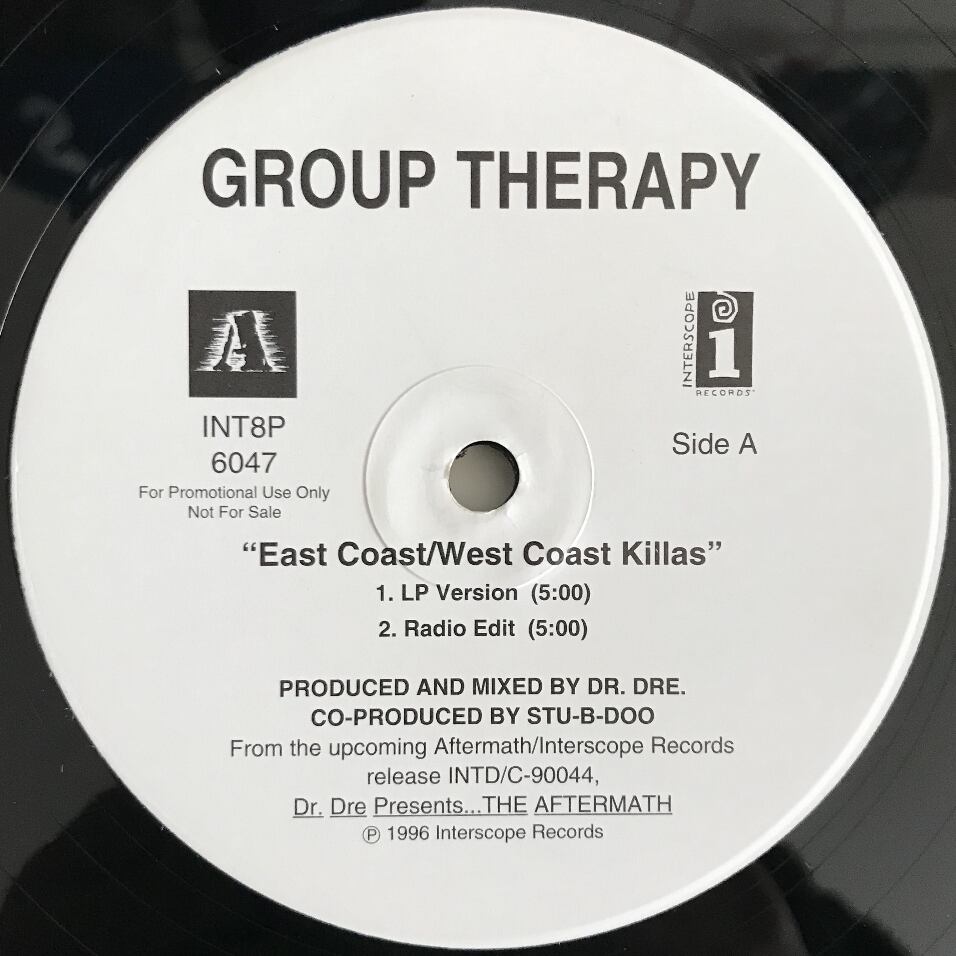 GROUP THERAPY
A
INTERSCOPE
i
RECORDS
INT8P
6047
For Promotional Use Only
Not For Sale
Side A
“East Coast/West Coast Killas”
1. LP Version (5:00)
2. Radio Edit (5:00)
PRODUCED AND MIXED BY DR. DRE.
CO-PRODUCED BY STU-B-DOO
From the upcoming Aftermath/Interscope Records
release INTD/C-90044,
Dr. Dre Presents...THE AFTERMATH
℗ 1996 Interscope Records